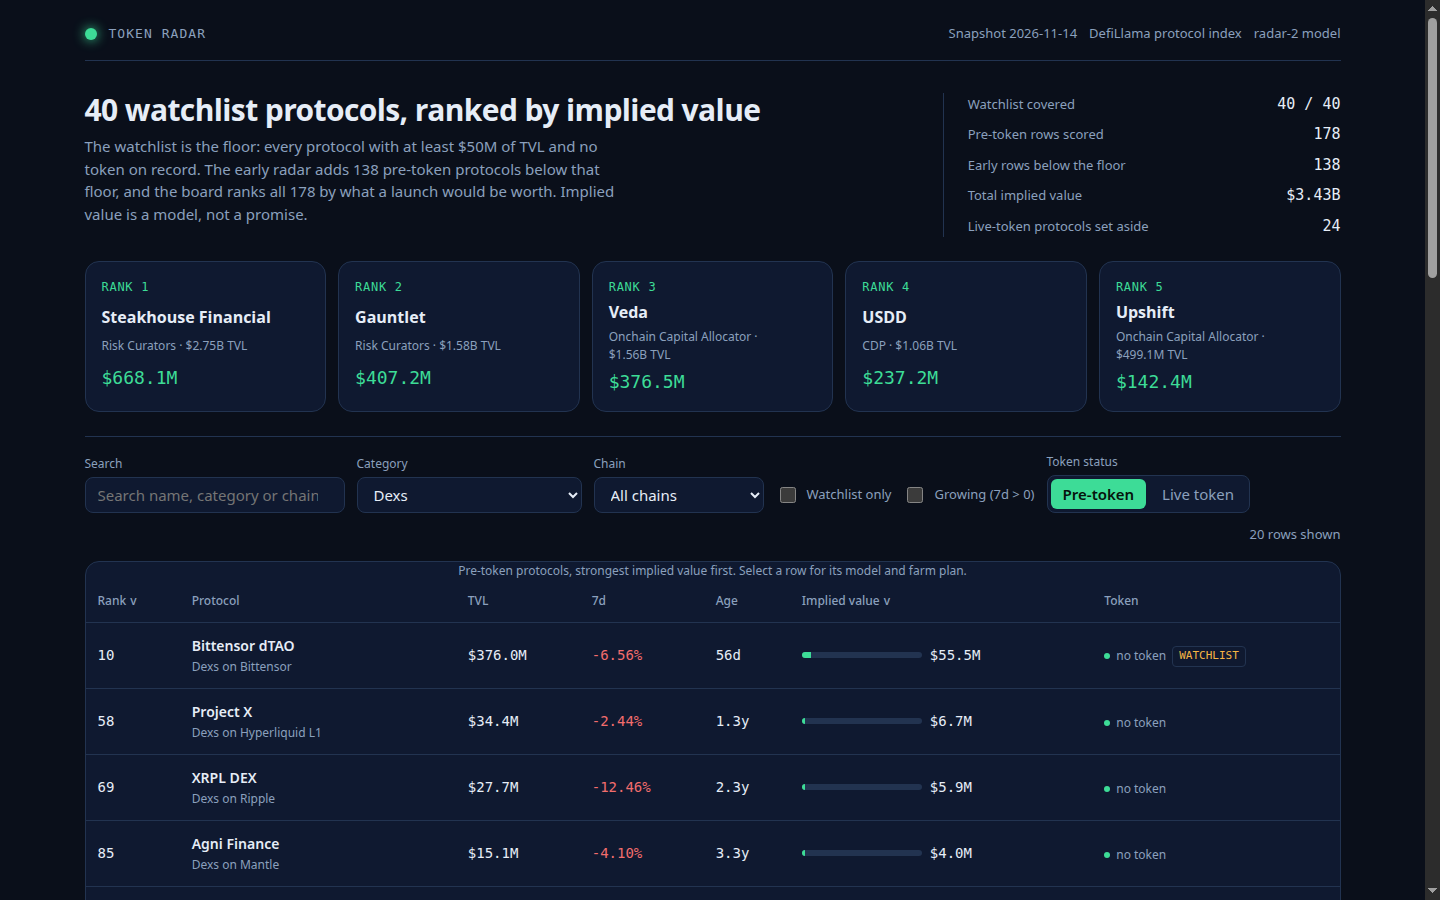 TOKEN RADAR
Snapshot 2026-11-14 DefiLlama protocol index radar-2 model
40 watchlist protocols, ranked by implied value
The watchlist is the floor: every protocol with at least $50M of TVL and no
token on record. The early radar adds 138 pre-token protocols below that
floor, and the board ranks all 178 by what a launch would be worth. Implied
value is a model, not a promise.
Watchlist covered 40 / 40
Pre-token rows scored 178
Early rows below the floor 138
Total implied value $3.43B
Live-token protocols set aside 24
RANK 1
Steakhouse Financial
Risk Curators · $2.75B TVL
$668.1M
RANK 2
Gauntlet
Risk Curators · $1.58B TVL
$407.2M
RANK 3
Veda
Onchain Capital Allocator ·
$1.56B TVL
$376.5M
RANK 4
USDD
CDP · $1.06B TVL
$237.2M
RANK 5
Upshift
Onchain Capital Allocator ·
$499.1M TVL
$142.4M
Search
Search name, category or chain
Category
Dexs
Chain
All chains
Watchlist only
Growing (7d > 0)
Token status
Pre-token Live token
20 rows shown
Pre-token protocols, strongest implied value first. Select a row for its model and farm plan.
Rank v Protocol TVL 7d Age Implied value v Token
10 Bittensor dTAO $376.0M -6.56% 56d $55.5M no token WATCHLIST
Dexs on Bittensor
58 Project X $34.4M -2.44% 1.3y $6.7M no token
Dexs on Hyperliquid L1
69 XRPL DEX $27.7M -12.46% 2.3y $5.9M no token
Dexs on Ripple
85 Agni Finance $15.1M -4.10% 3.3y $4.0M no token
Dexs on Mantle